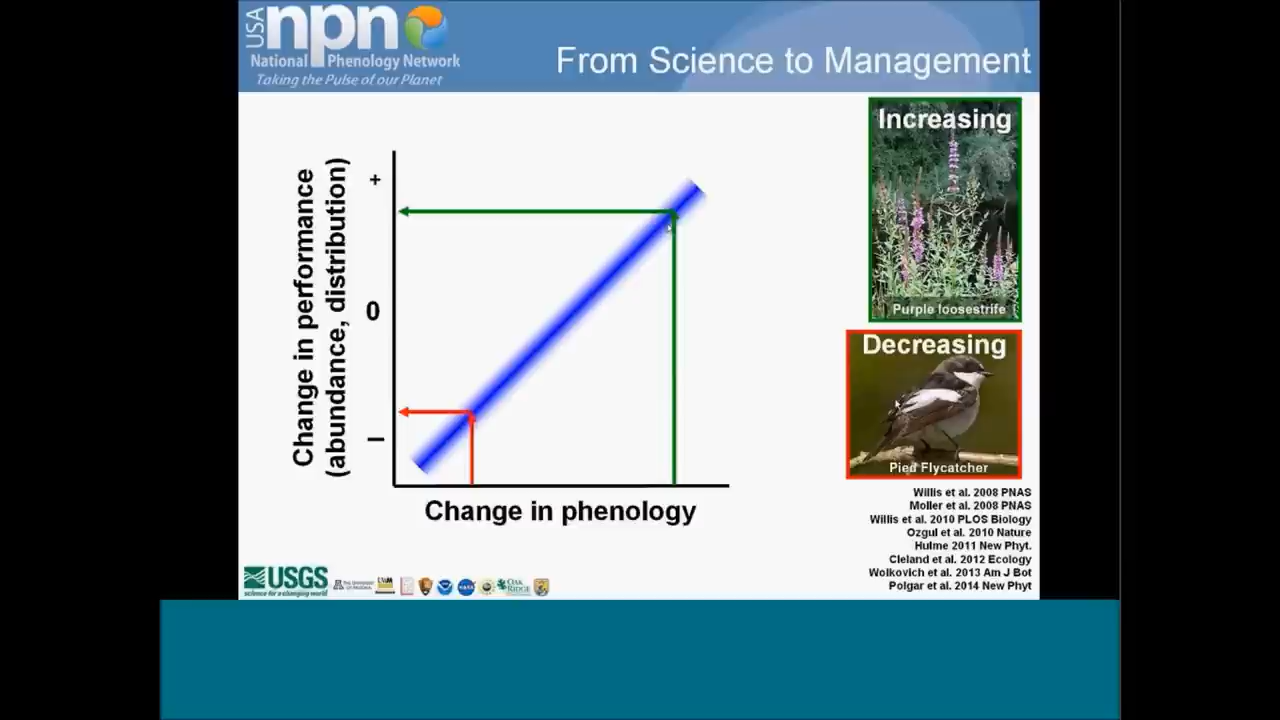 USA npn
National Phenology Network
Taking the Pulse of our Planet
From Science to Management
Change in performance
(abundance, distribution)
+
0
–
Change in phenology
Increasing
Purple loosestrife
Decreasing
Pied Flycatcher
Willis et al. 2008 PNAS
Moller et al. 2008 PNAS
Willis et al. 2010 PLOS Biology
Ozgul et al. 2010 Nature
Hulme 2011 New Phyt.
Cleland et al. 2012 Ecology
Wolkovich et al. 2013 Am J Bot
Polgar et al. 2014 New Phyt
USGS
science for a changing world
OAK
RIDGE